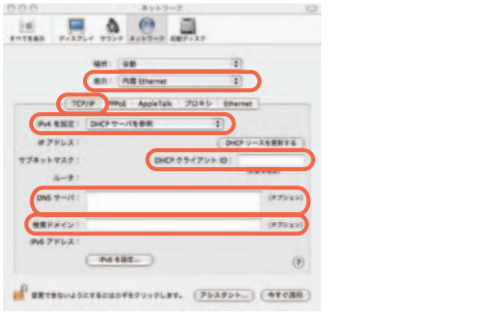 ネットワーク
すべてを表示 ディスプレイ サウンド ネットワーク 起動ディスク
場所： 自動
表示： 内蔵 Ethernet
TCP/IP PPPoE AppleTalk プロキシ Ethernet
IPv4 を設定： DHCP サーバを参照
IP アドレス： DHCP リースを更新する
サブネットマスク： DHCP クライアント ID：
ルータ：
DNS サーバ： (オプション)
検索ドメイン： (オプション)
IPv6 アドレス：
IPv6 を設定...
?
変更できないようにするにはカギをクリックします。 アシスタント... 今すぐ適用